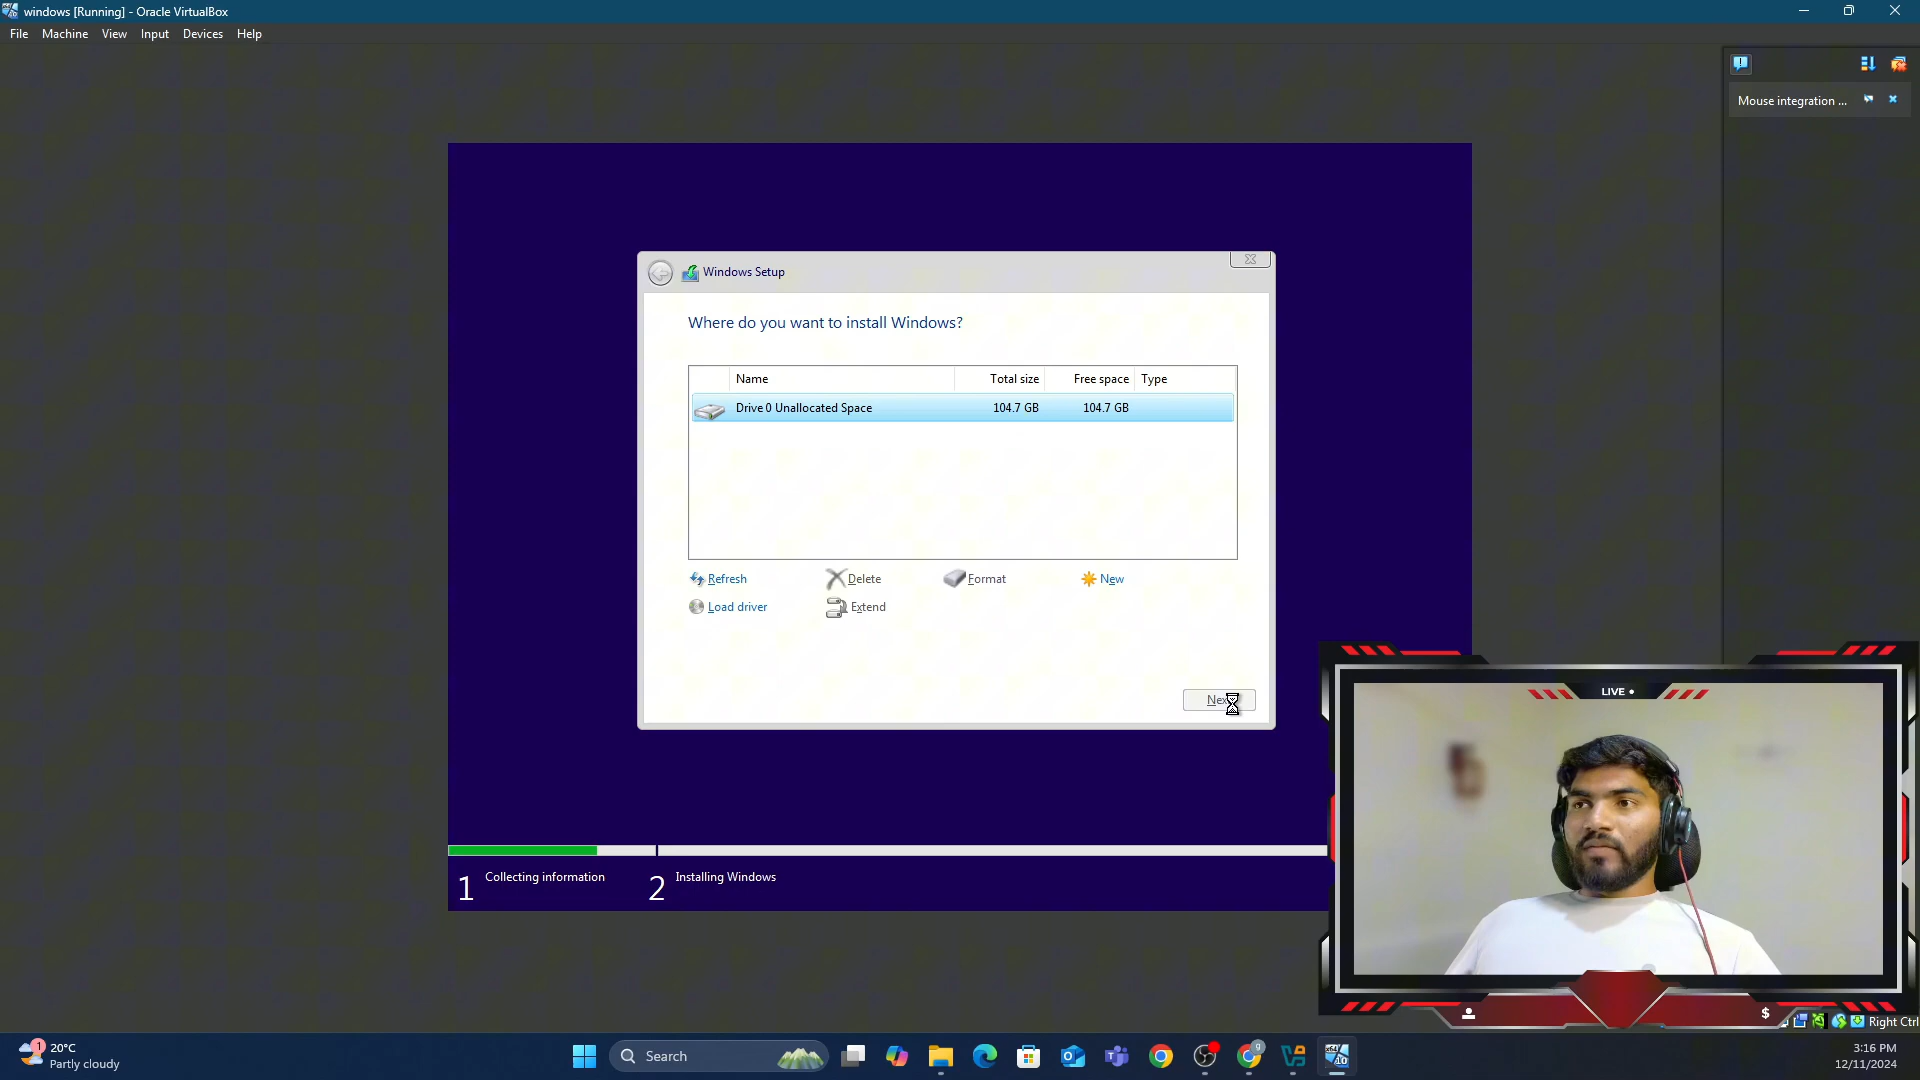 windows [Running] - Oracle VirtualBox
File Machine View Input Devices Help
Mouse integration ...
Windows Setup
Where do you want to install Windows?
Name Total size Free space Type
Drive 0 Unallocated Space 104.7 GB 104.7 GB
Refresh Delete Format New
Load driver Extend
Next
LIVE
1 Collecting information 2 Installing Windows
$
Right Ctrl
1
20°C
Partly cloudy
Search
9
3:16 PM
12/11/2024